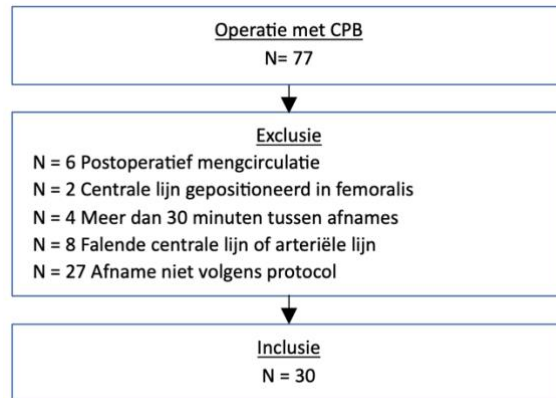 Operatie met CPB
N= 77
Exclusie
N = 6 Postoperatief mengcirculatie
N = 2 Centrale lijn gepositioneerd in femoralis
N = 4 Meer dan 30 minuten tussen afnames
N = 8 Falende centrale lijn of arteriële lijn
N = 27 Afname niet volgens protocol
Inclusie
N = 30